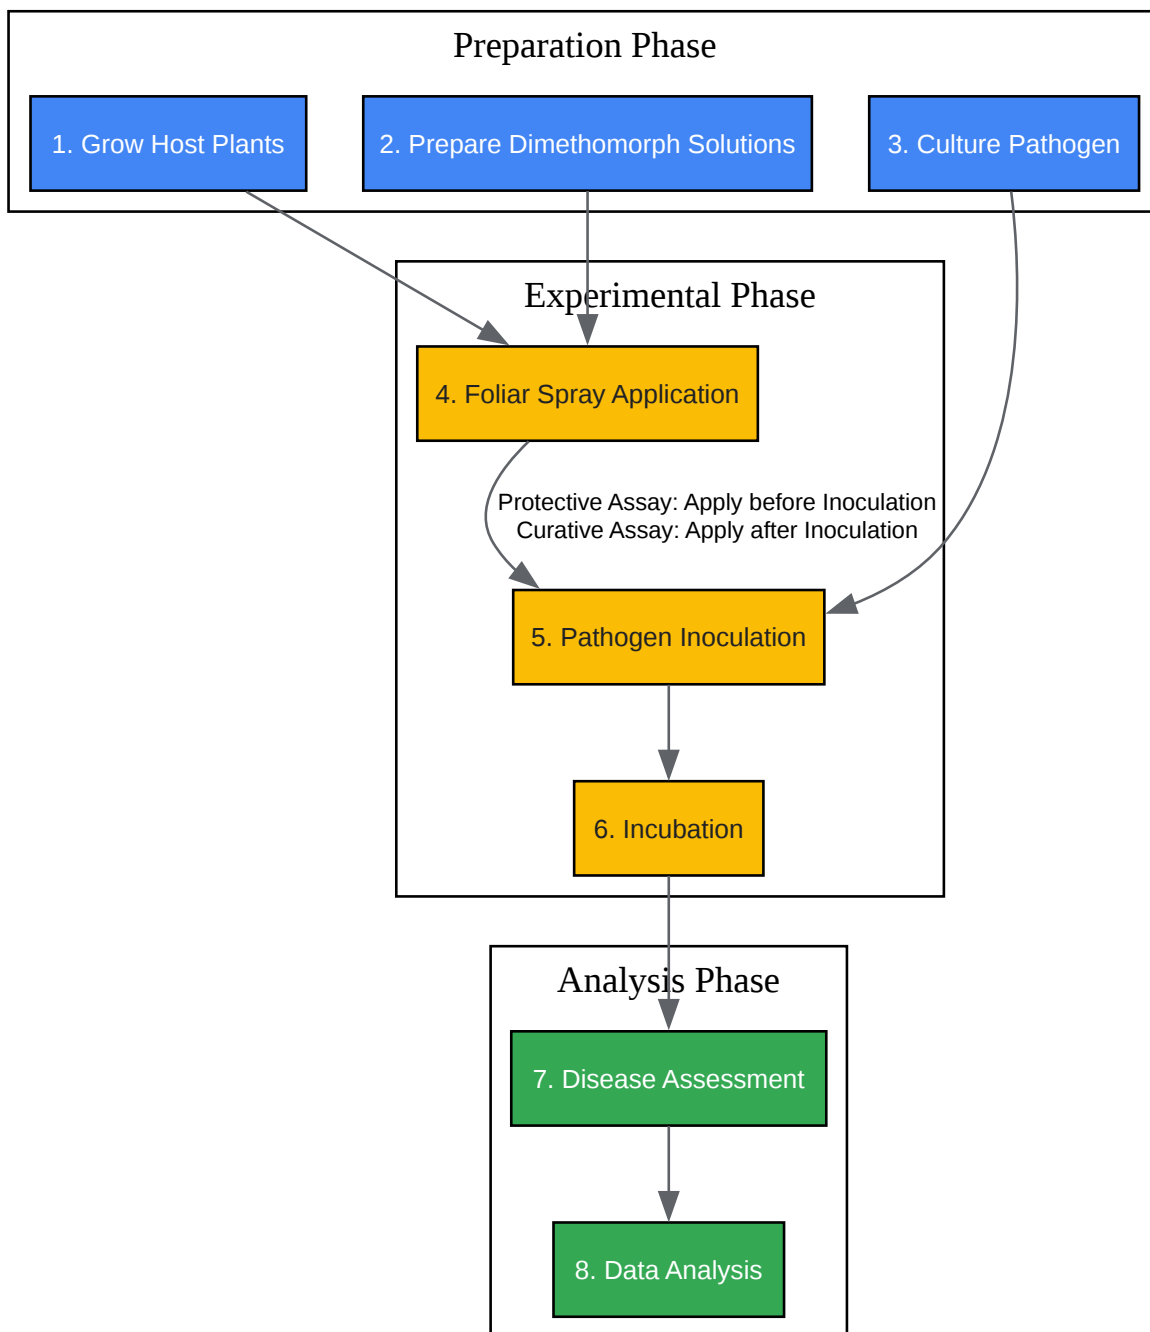 Preparation Phase
1. Grow Host Plants
2. Prepare Dimethomorph Solutions
3. Culture Pathogen
Experimental Phase
4. Foliar Spray Application
Protective Assay: Apply before Inoculation
Curative Assay: Apply after Inoculation
5. Pathogen Inoculation
6. Incubation
Analysis Phase
7. Disease Assessment
8. Data Analysis